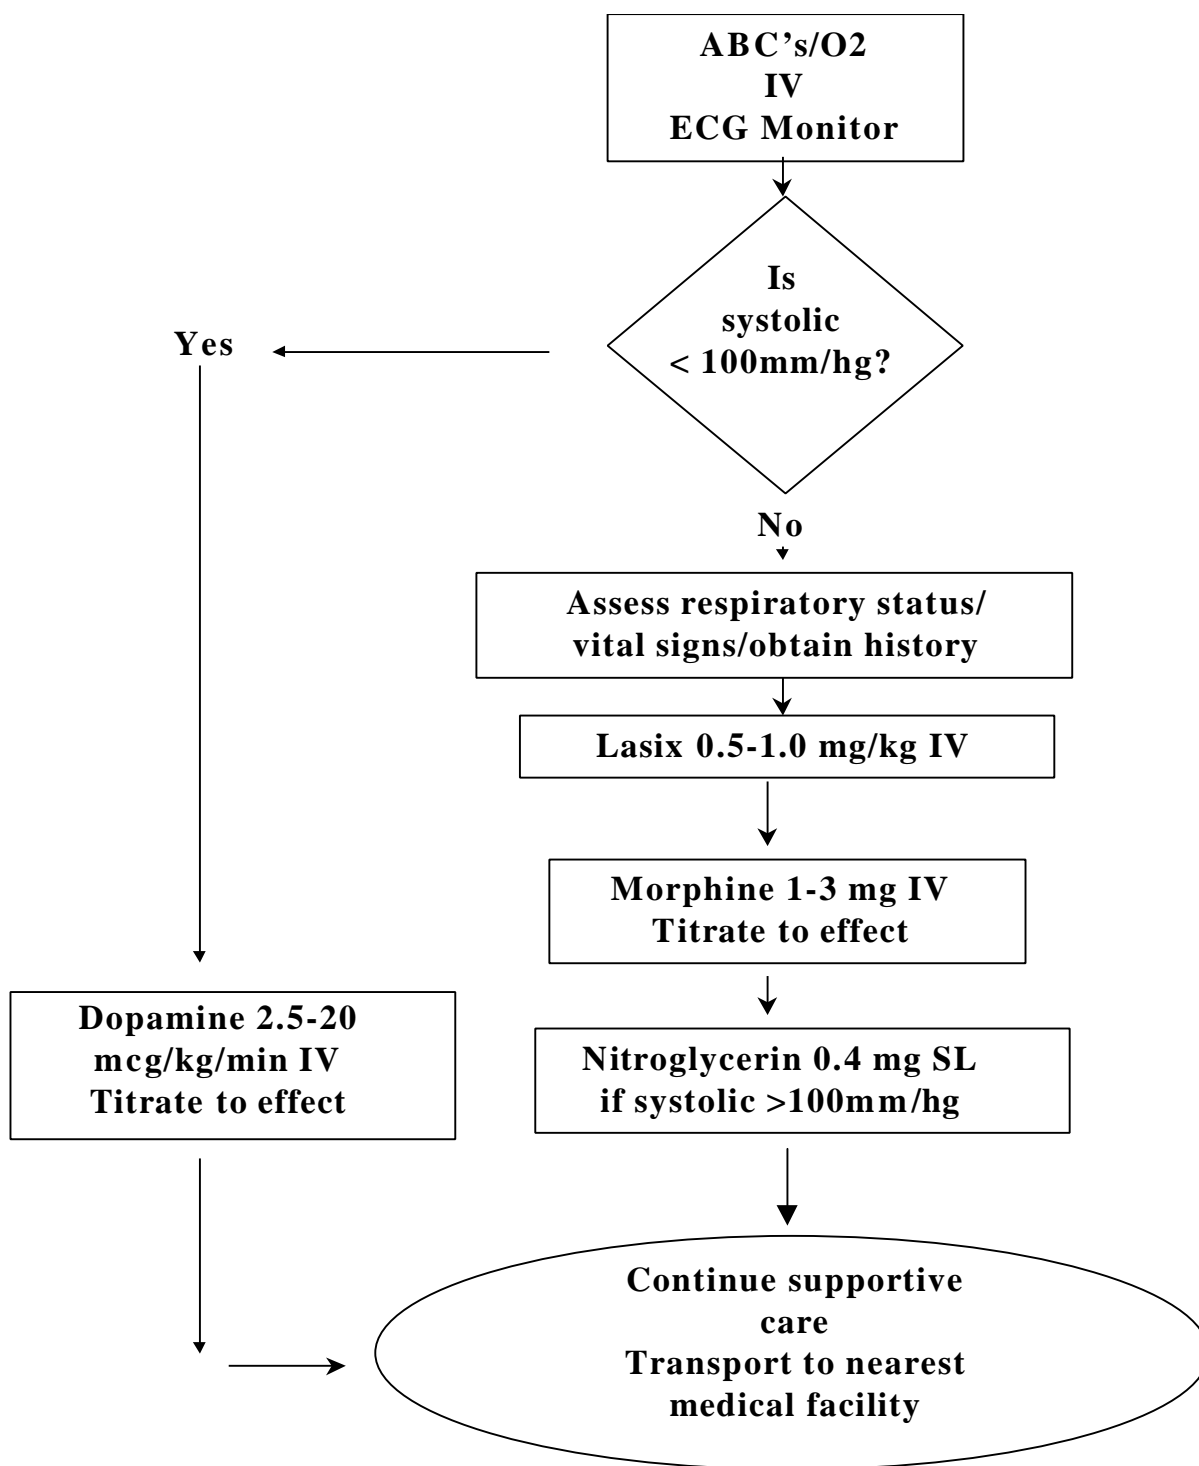 ABC’s/O2
IV
ECG Monitor
Is
systolic
< 100mm/hg?
Yes
No
Assess respiratory status/
vital signs/obtain history
Lasix 0.5-1.0 mg/kg IV
Morphine 1-3 mg IV
Titrate to effect
Dopamine 2.5-20
mcg/kg/min IV
Titrate to effect
Nitroglycerin 0.4 mg SL
if systolic >100mm/hg
Continue supportive
care
Transport to nearest
medical facility